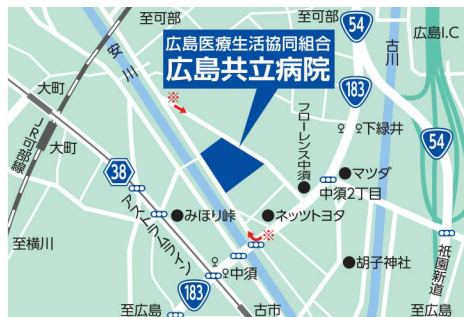 至可部
至可部
54
古川
広島I.C
安川
広島医療生活協同組合
広島共立病院
183
大町
※
フローレンス中須
下緑井
54
JR可部線
大町
38
マツダ
中須2丁目
アストラムライン
みほり峠
ネッツトヨタ
※
至横川
中須
胡子神社
祇園新道
183
至広島
古市
至広島